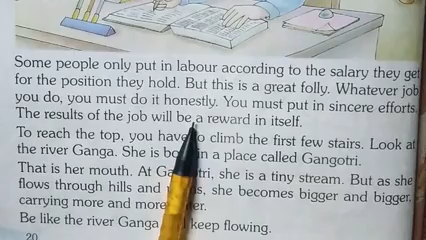 Some people only put in labour according to the salary they get
for the position they hold. But this is a great folly. Whatever job
you do, you must do it honestly. You must put in sincere efforts.
The results of the job will be a reward in itself.
To reach the top, you have to climb the first few stairs. Look at
the river Ganga. She is in a place called Gangotri.
That is her mouth. At she is a tiny stream. But as she
flows through hills and she becomes bigger and bigger,
carrying more and more
Be like the river Ganga keep flowing.
20